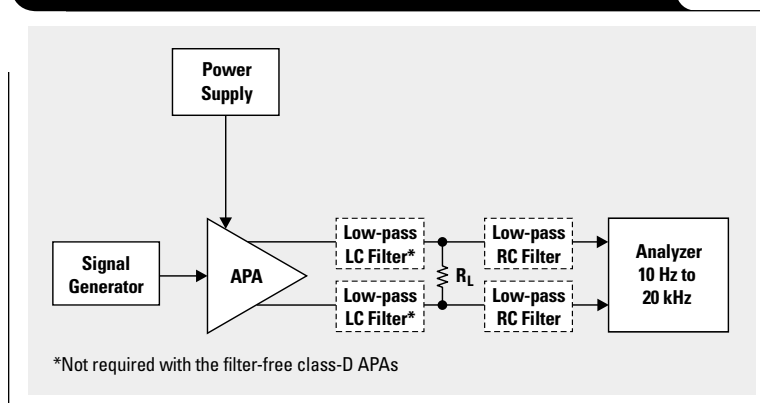 Power
Supply
Signal
Generator
APA
Low-pass
LC Filter*
Low-pass
LC Filter*
RL
Low-pass
RC Filter
Low-pass
RC Filter
Analyzer
10 Hz to
20 kHz
*Not required with the filter-free class-D APAs